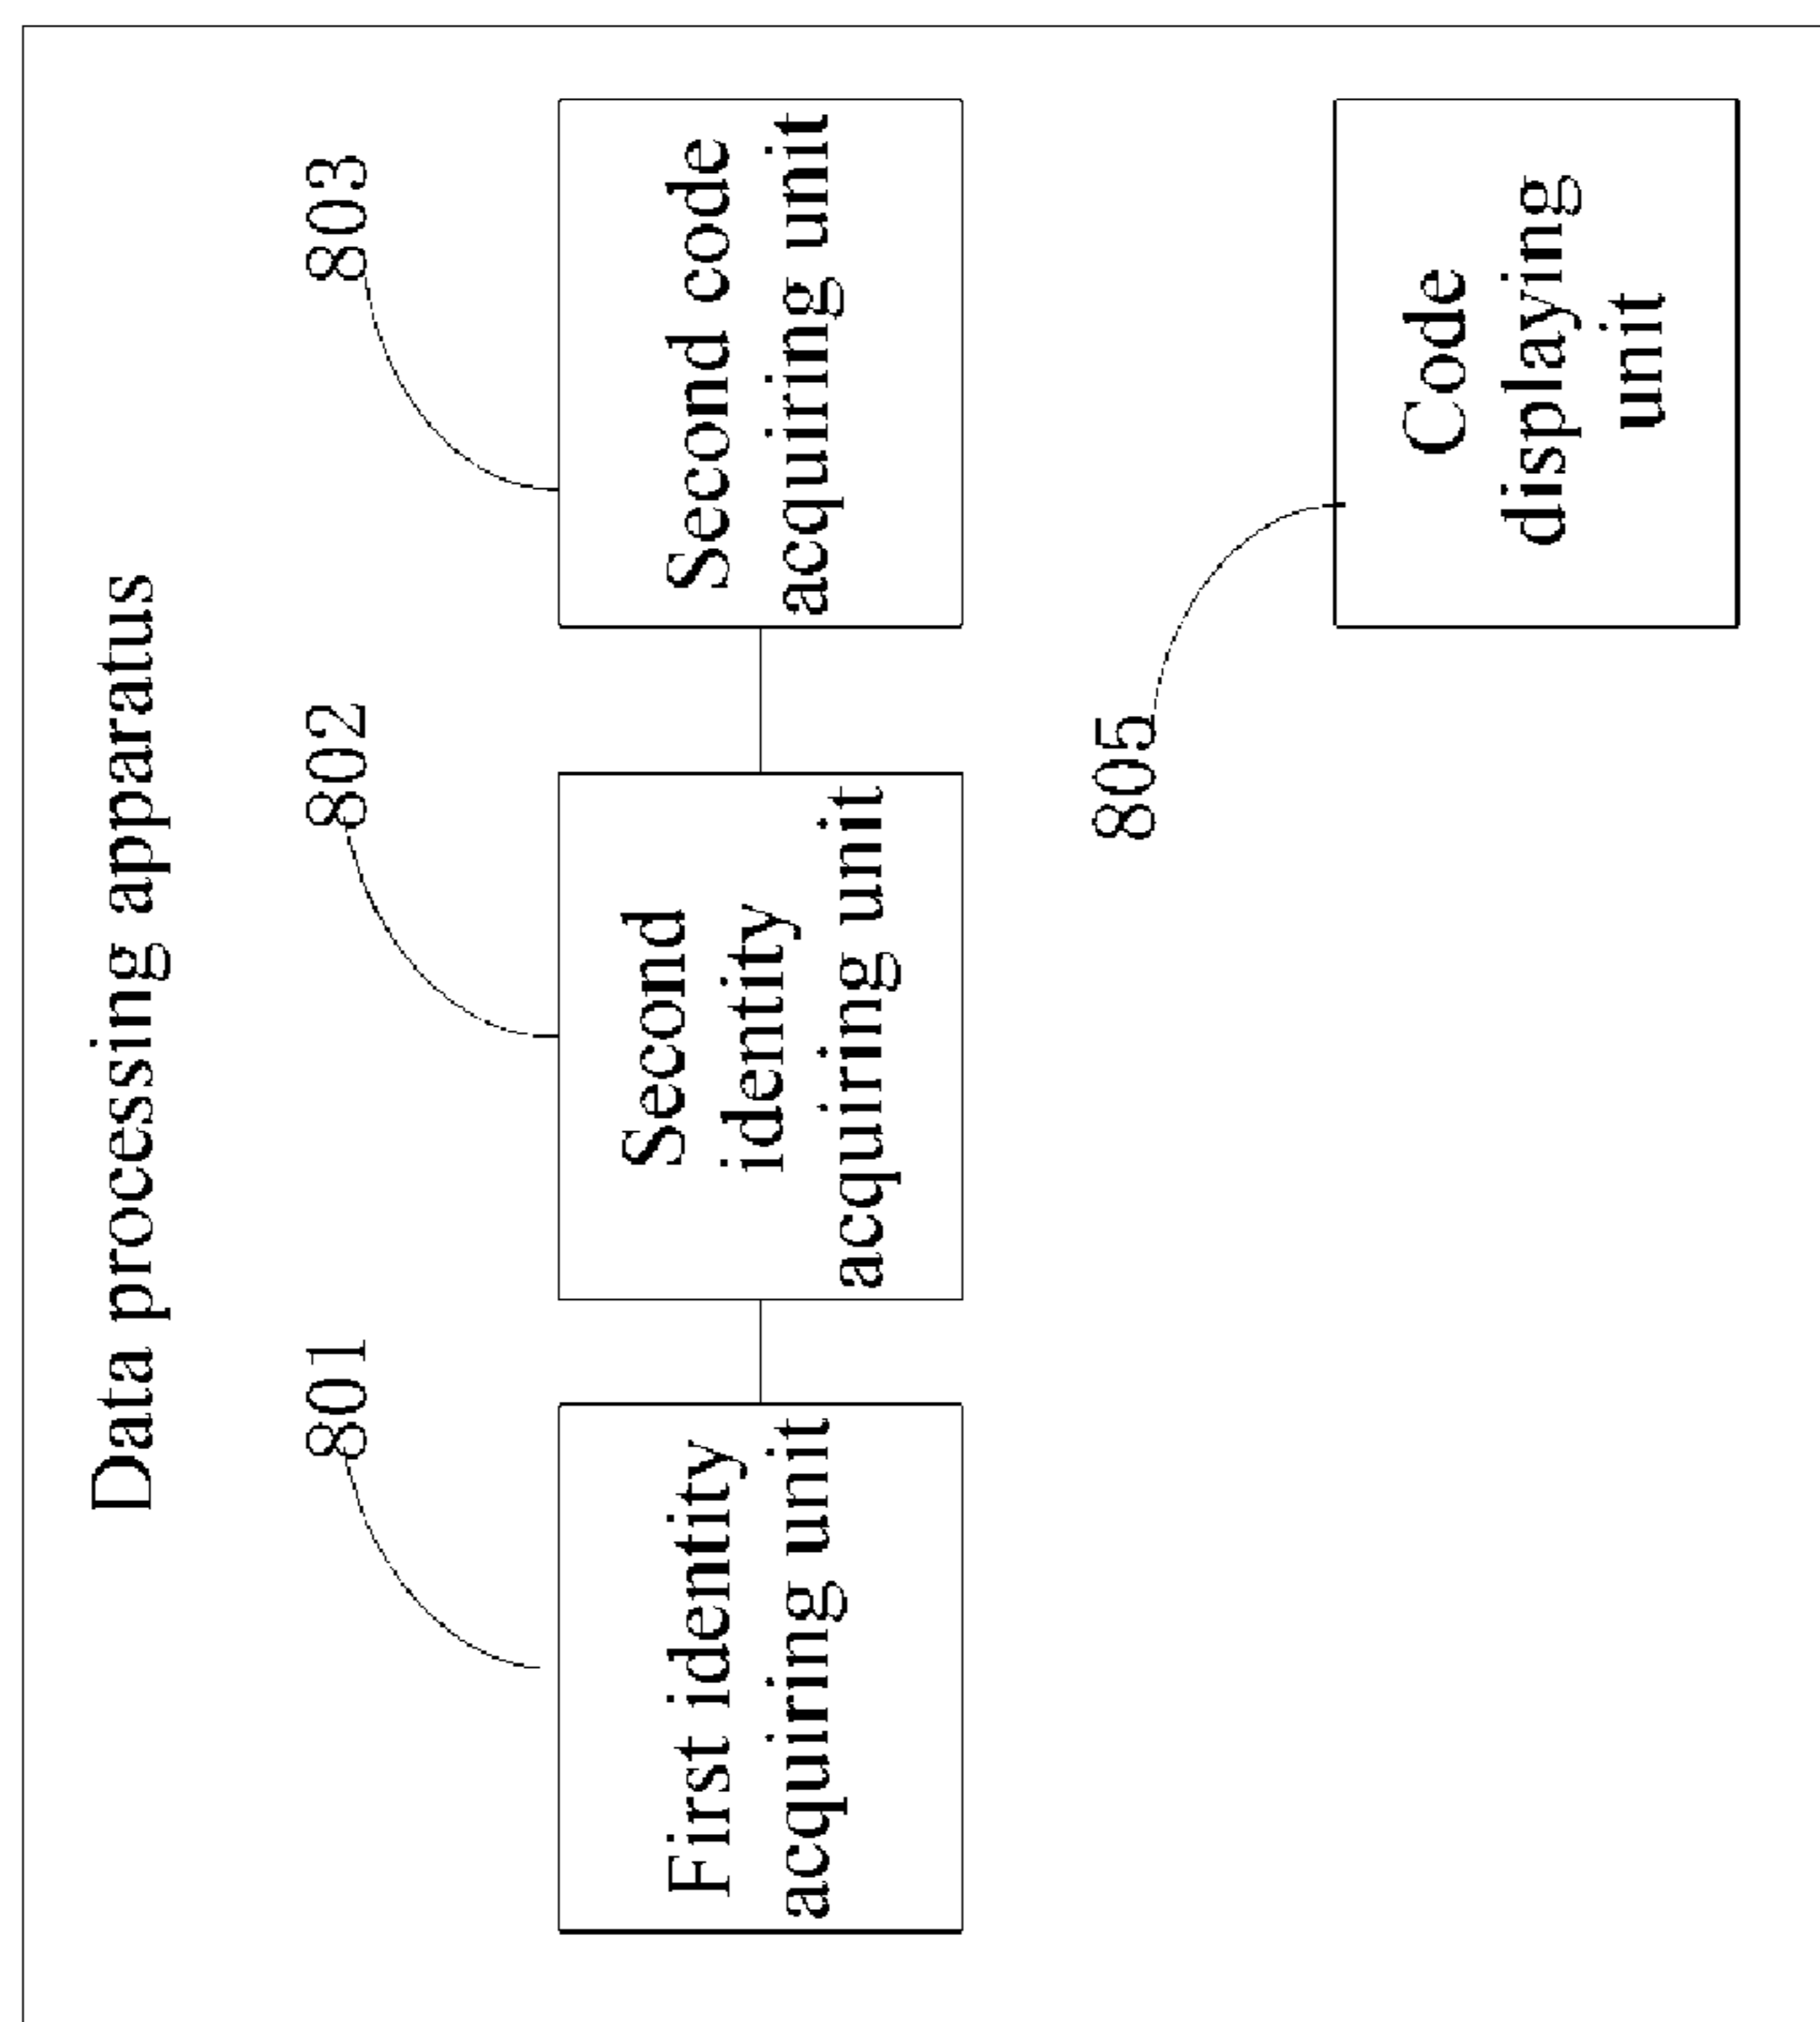 Data processing apparatus
801
802
803
First identity
acquiring unit
Second
identity
acquiring unit
Second code
acquiring unit
805
Code
displaying
unit